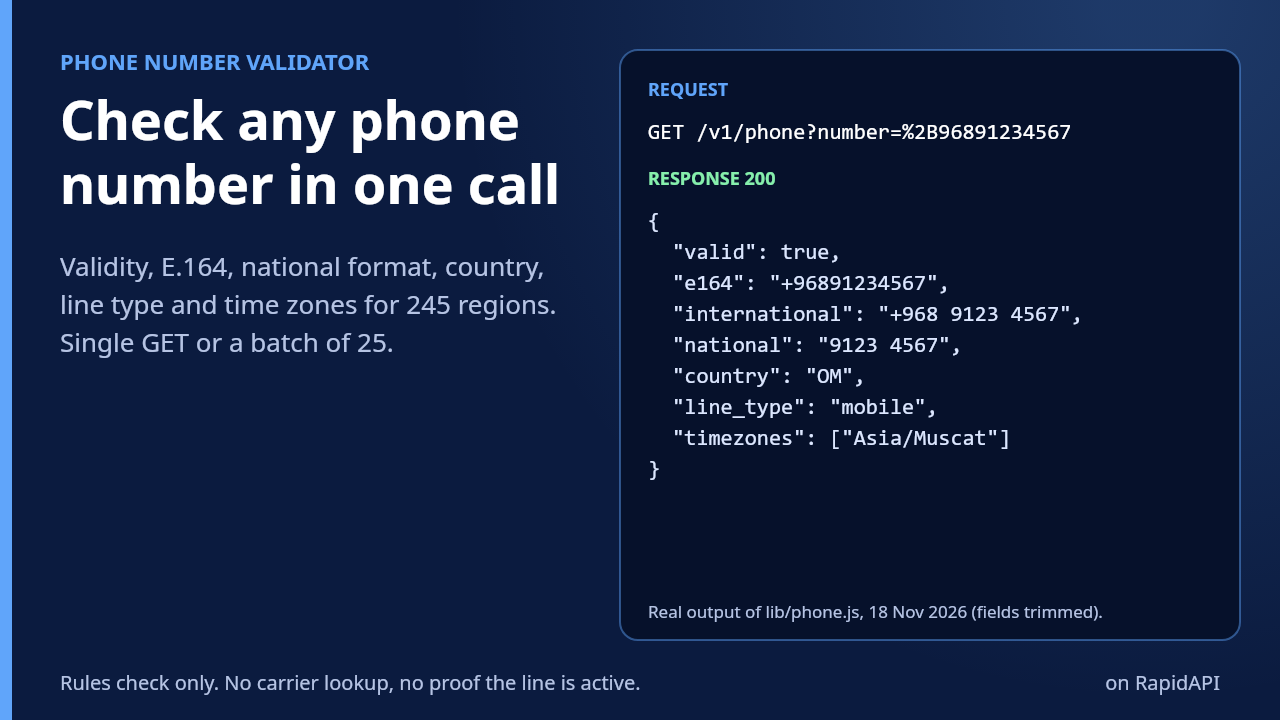 PHONE NUMBER VALIDATOR
Check any phone
number in one call
Validity, E.164, national format, country,
line type and time zones for 245 regions.
Single GET or a batch of 25.
REQUEST
GET /v1/phone?number=%2B96891234567
RESPONSE 200
{
  "valid": true,
  "e164": "+96891234567",
  "international": "+968 9123 4567",
  "national": "9123 4567",
  "country": "OM",
  "line_type": "mobile",
  "timezones": ["Asia/Muscat"]
}
Real output of lib/phone.js, 18 Nov 2026 (fields trimmed).
Rules check only. No carrier lookup, no proof the line is active.
on RapidAPI